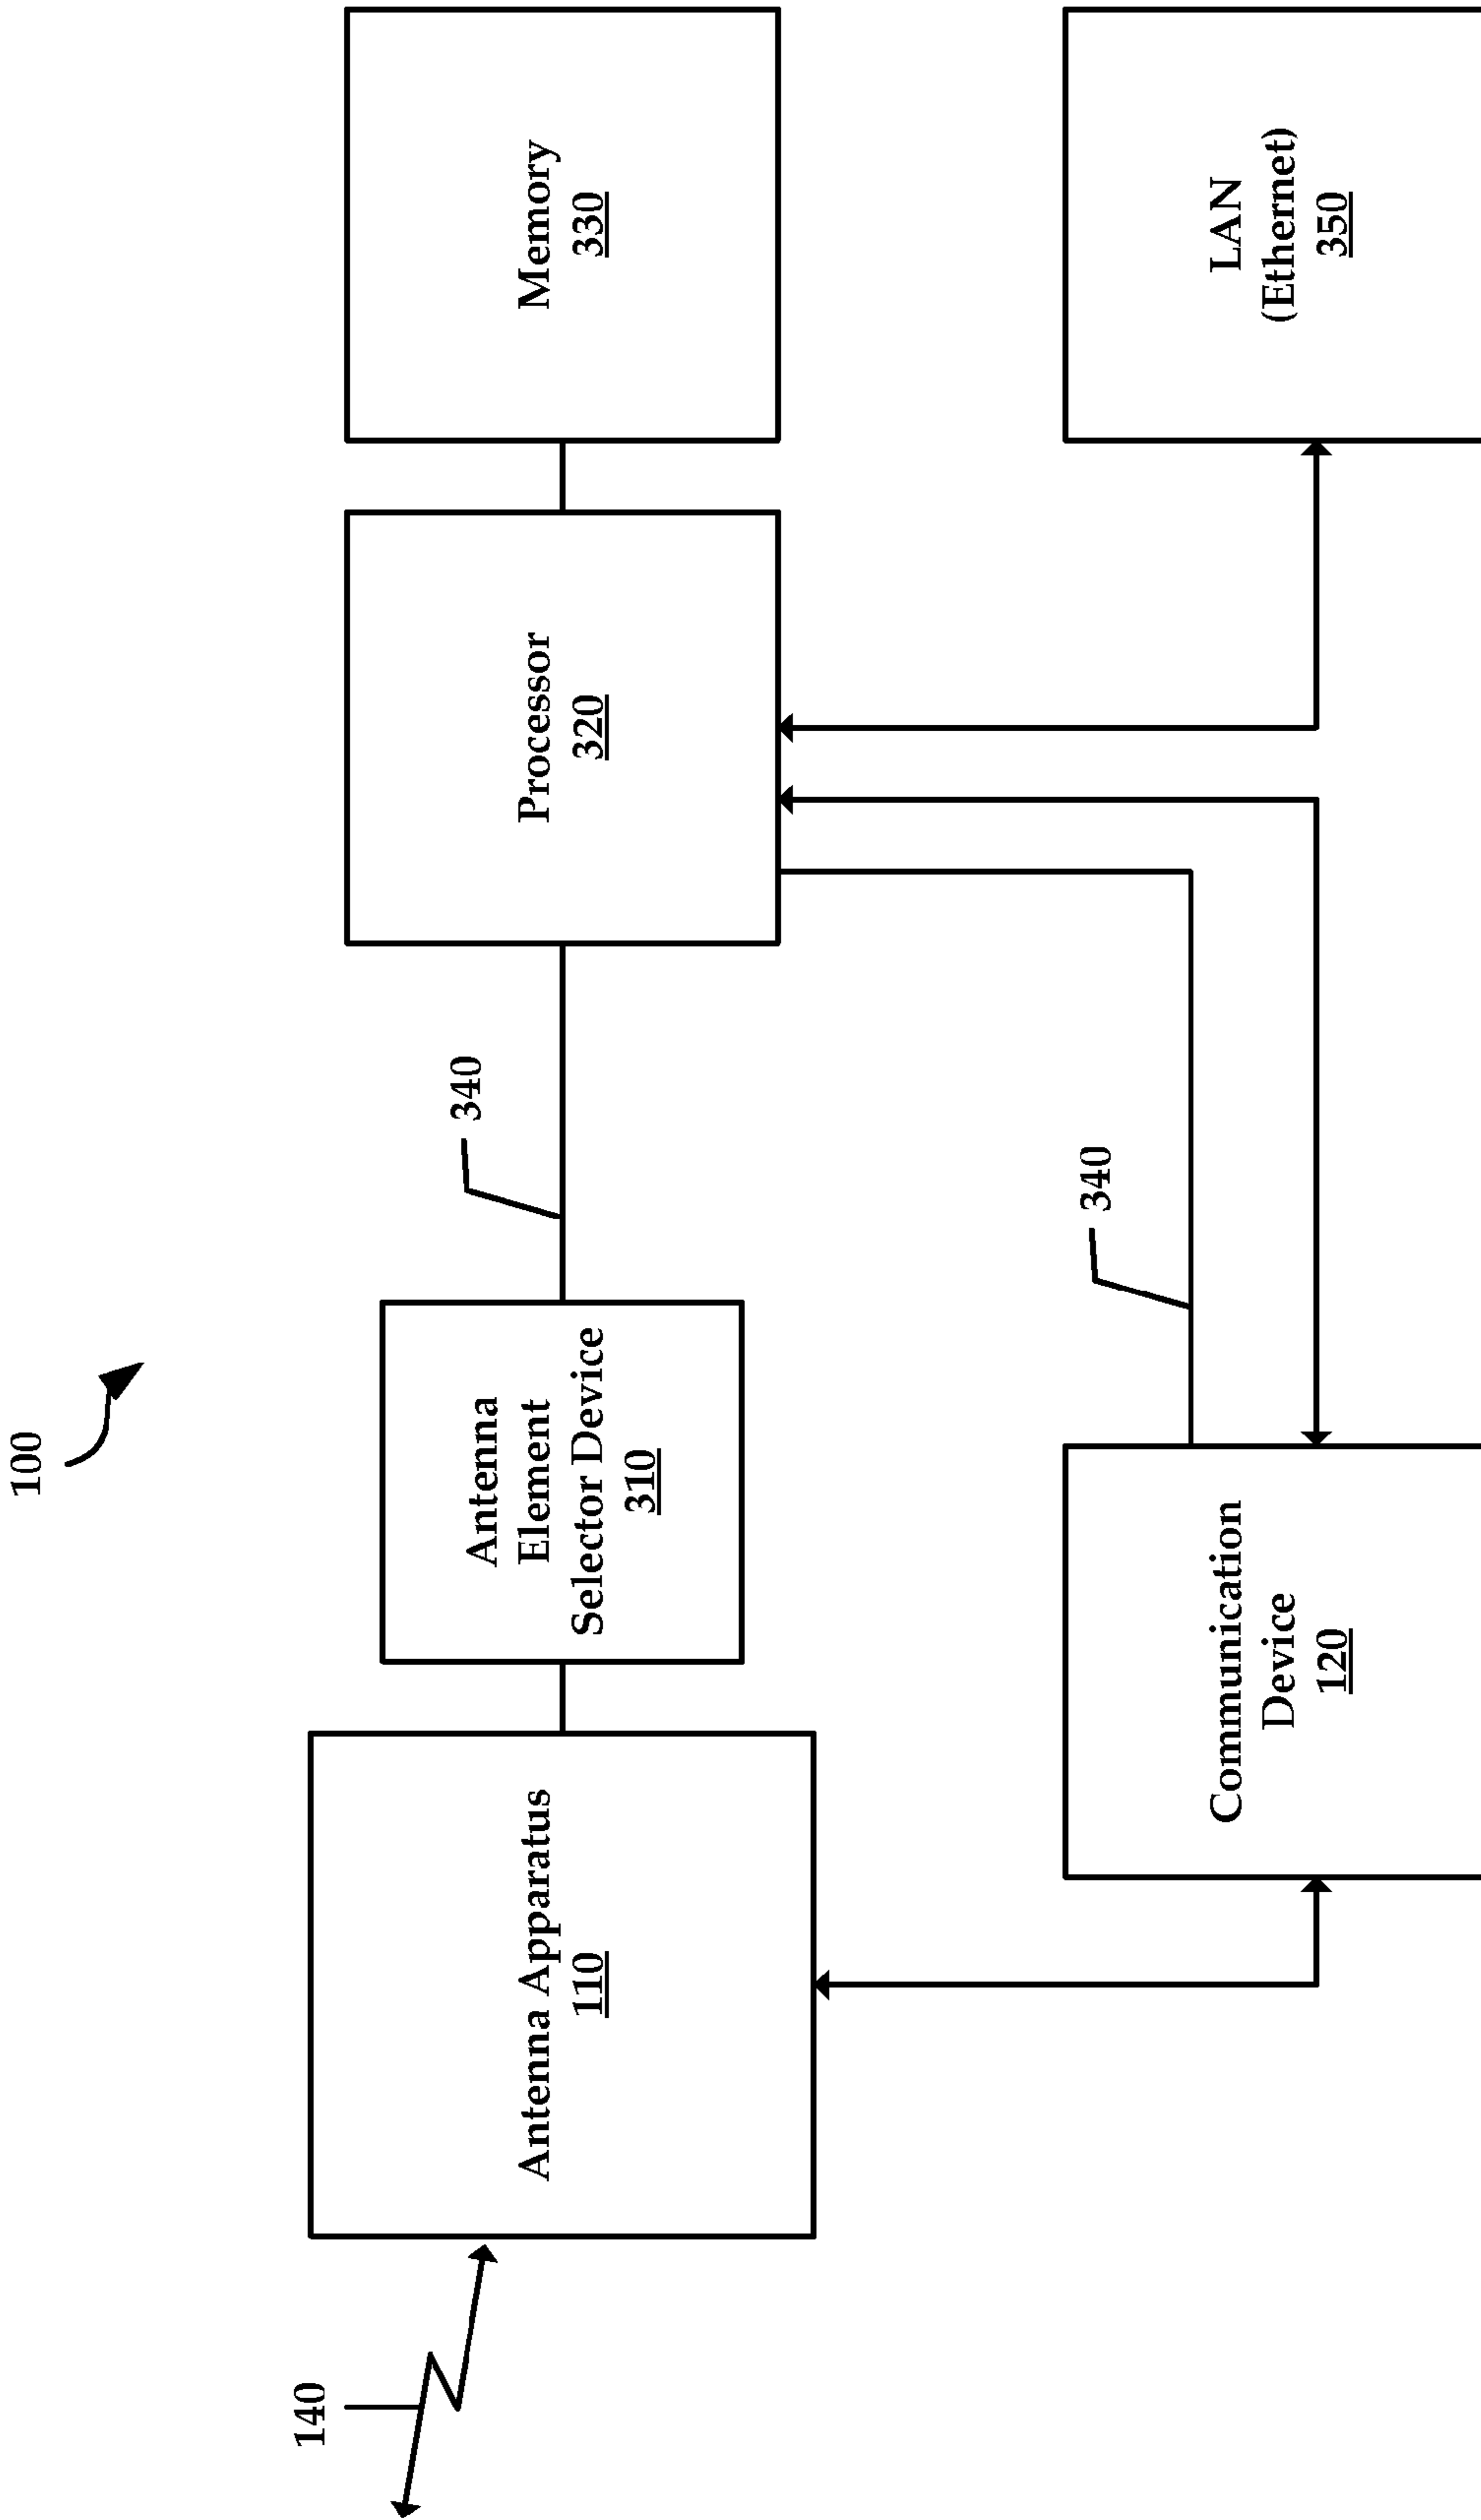 100
140
Antenna Apparatus
110
Antenna
Element
Selector Device
310
340
Processor
320
Memory
330
340
Communication
Device
120
LAN
(Ethernet)
350